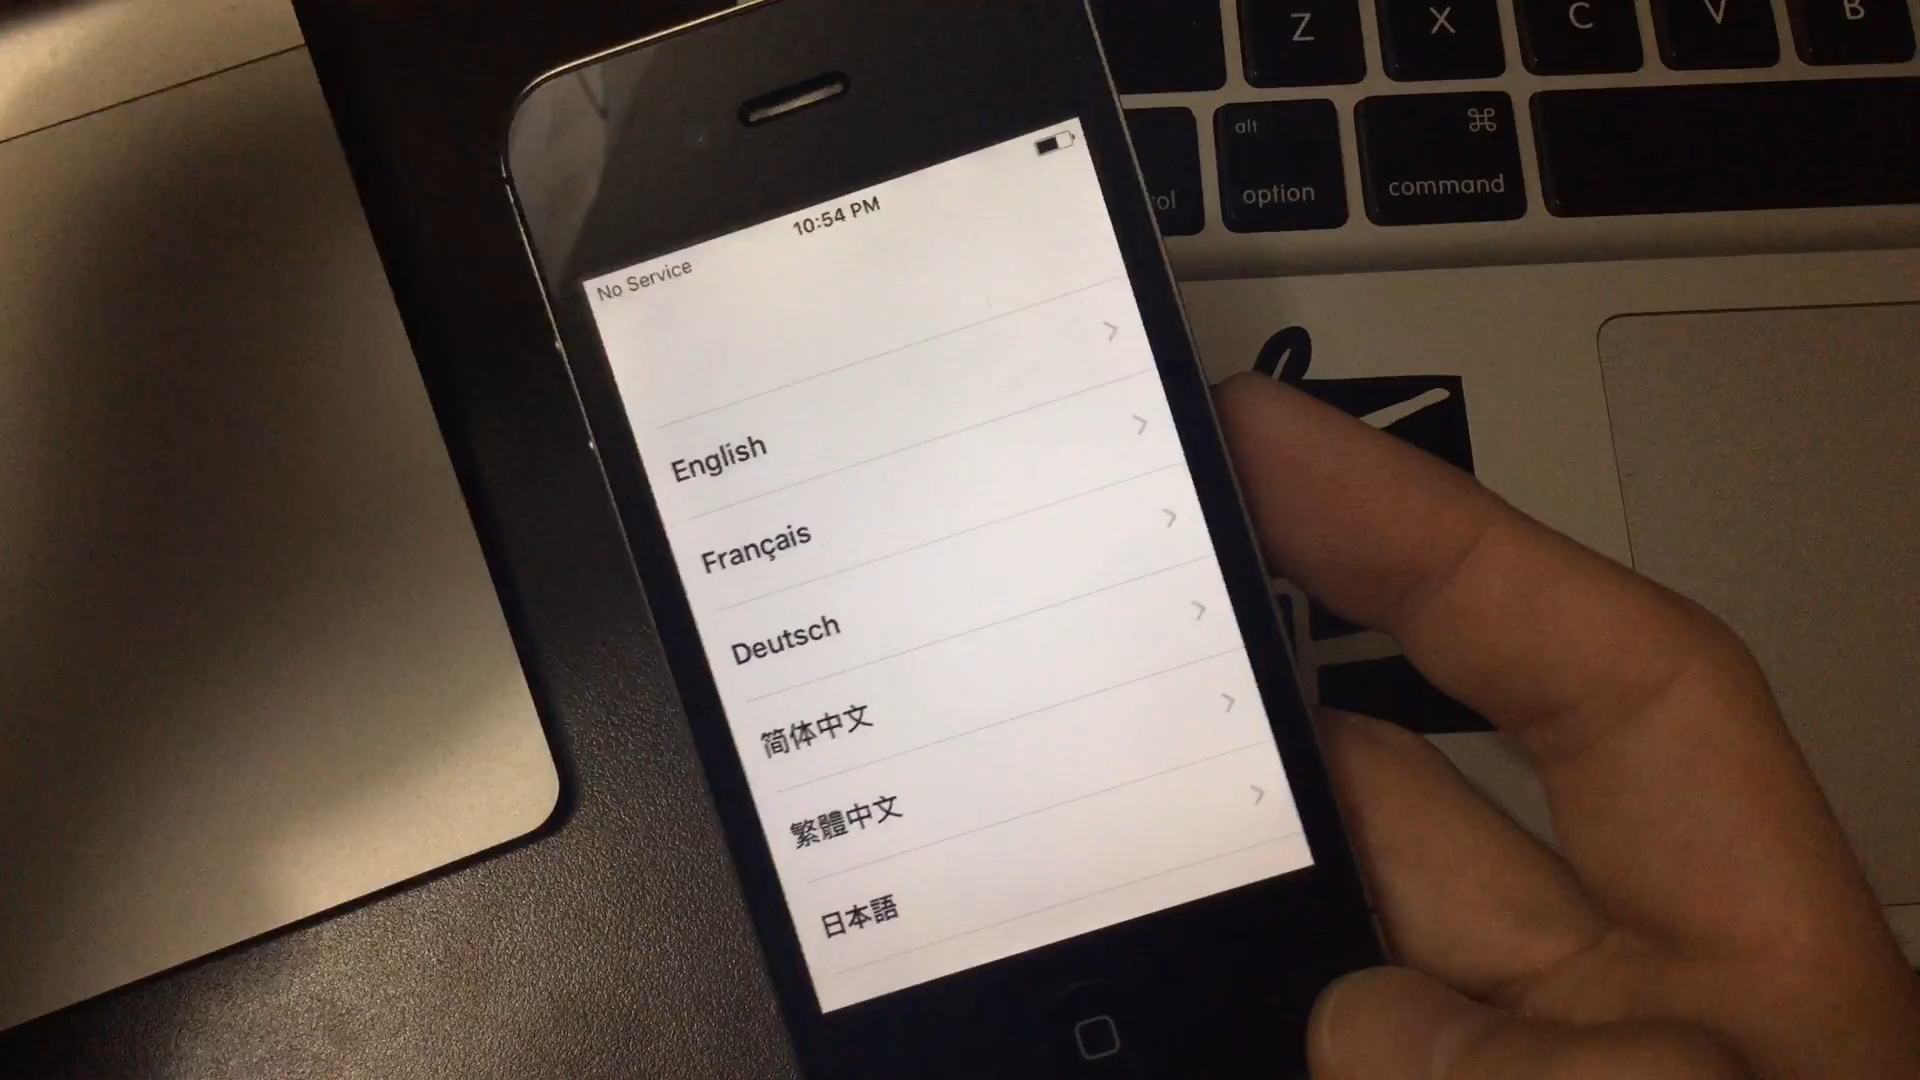 Z X C V B
alt ⌘
ol option command
10:54 PM
No Service
English
Français
Deutsch
简体中文
繁體中文
日本語